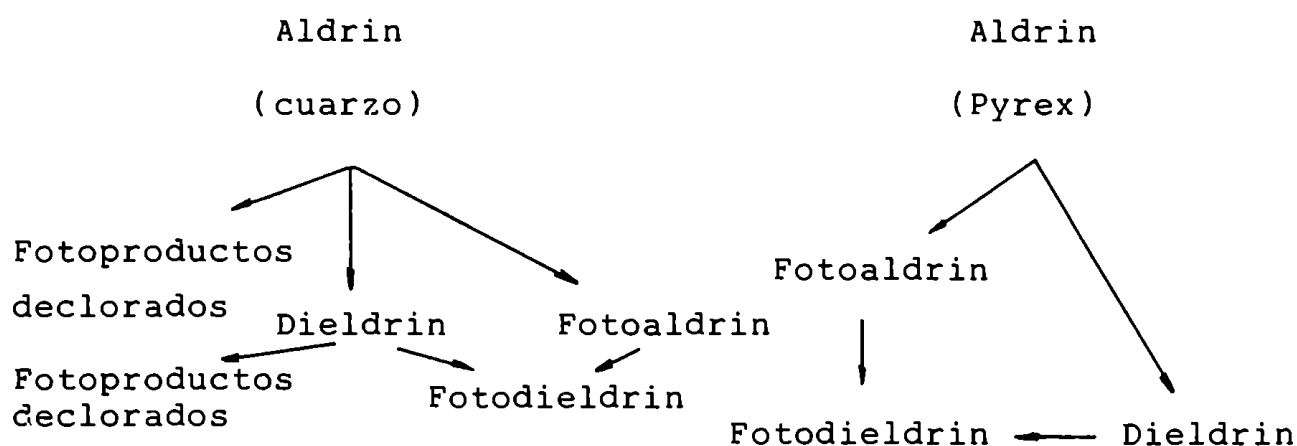 Aldrin
(cuarzo)
Fotoproductos
declorados
Dieldrin
Fotoaldrin
Fotoproductos
declorados
Fotodieldrin
Aldrin
(Pyrex)
Fotoaldrin
Fotodieldrin
Dieldrin